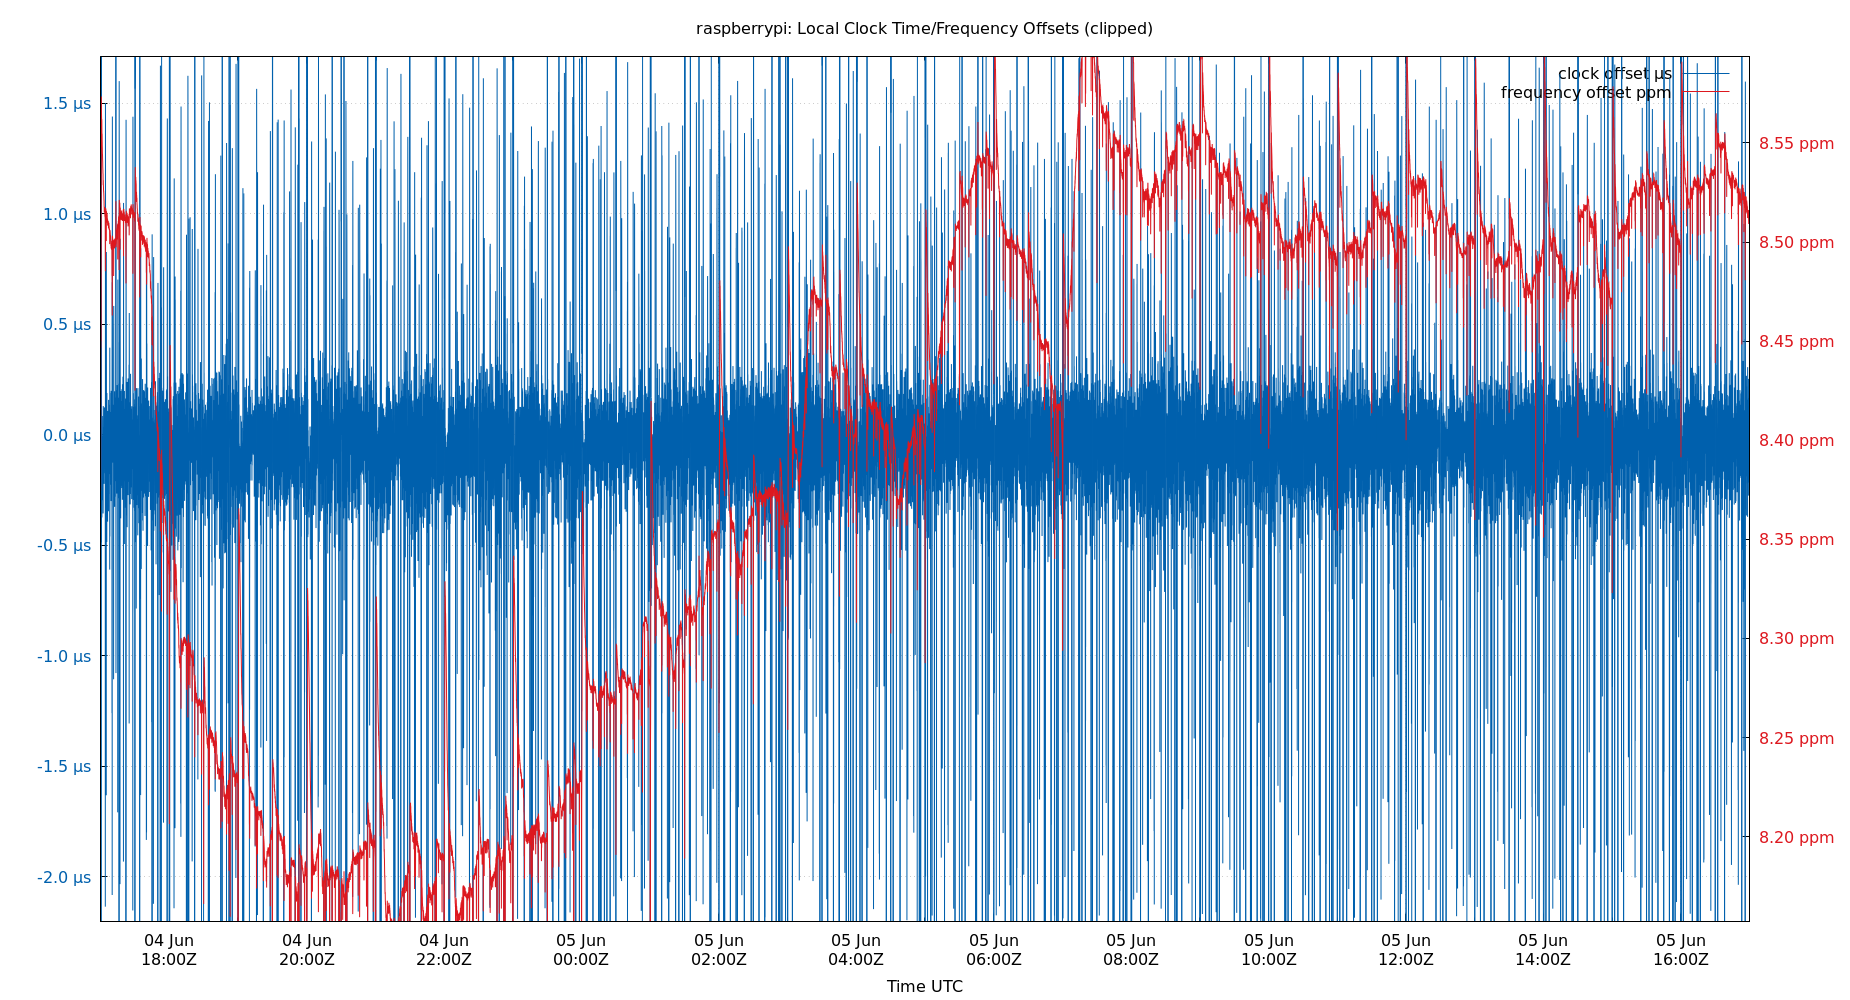 raspberrypi: Local Clock Time/Frequency Offsets (clipped)
clock offset µs
frequency offset ppm
1.5 µs
1.0 µs
0.5 µs
0.0 µs
-0.5 µs
-1.0 µs
-1.5 µs
-2.0 µs
8.55 ppm
8.50 ppm
8.45 ppm
8.40 ppm
8.35 ppm
8.30 ppm
8.25 ppm
8.20 ppm
04 Jun 04 Jun 04 Jun 05 Jun 05 Jun 05 Jun 05 Jun 05 Jun 05 Jun 05 Jun 05 Jun 05 Jun
18:00Z 20:00Z 22:00Z 00:00Z 02:00Z 04:00Z 06:00Z 08:00Z 10:00Z 12:00Z 14:00Z 16:00Z
Time UTC